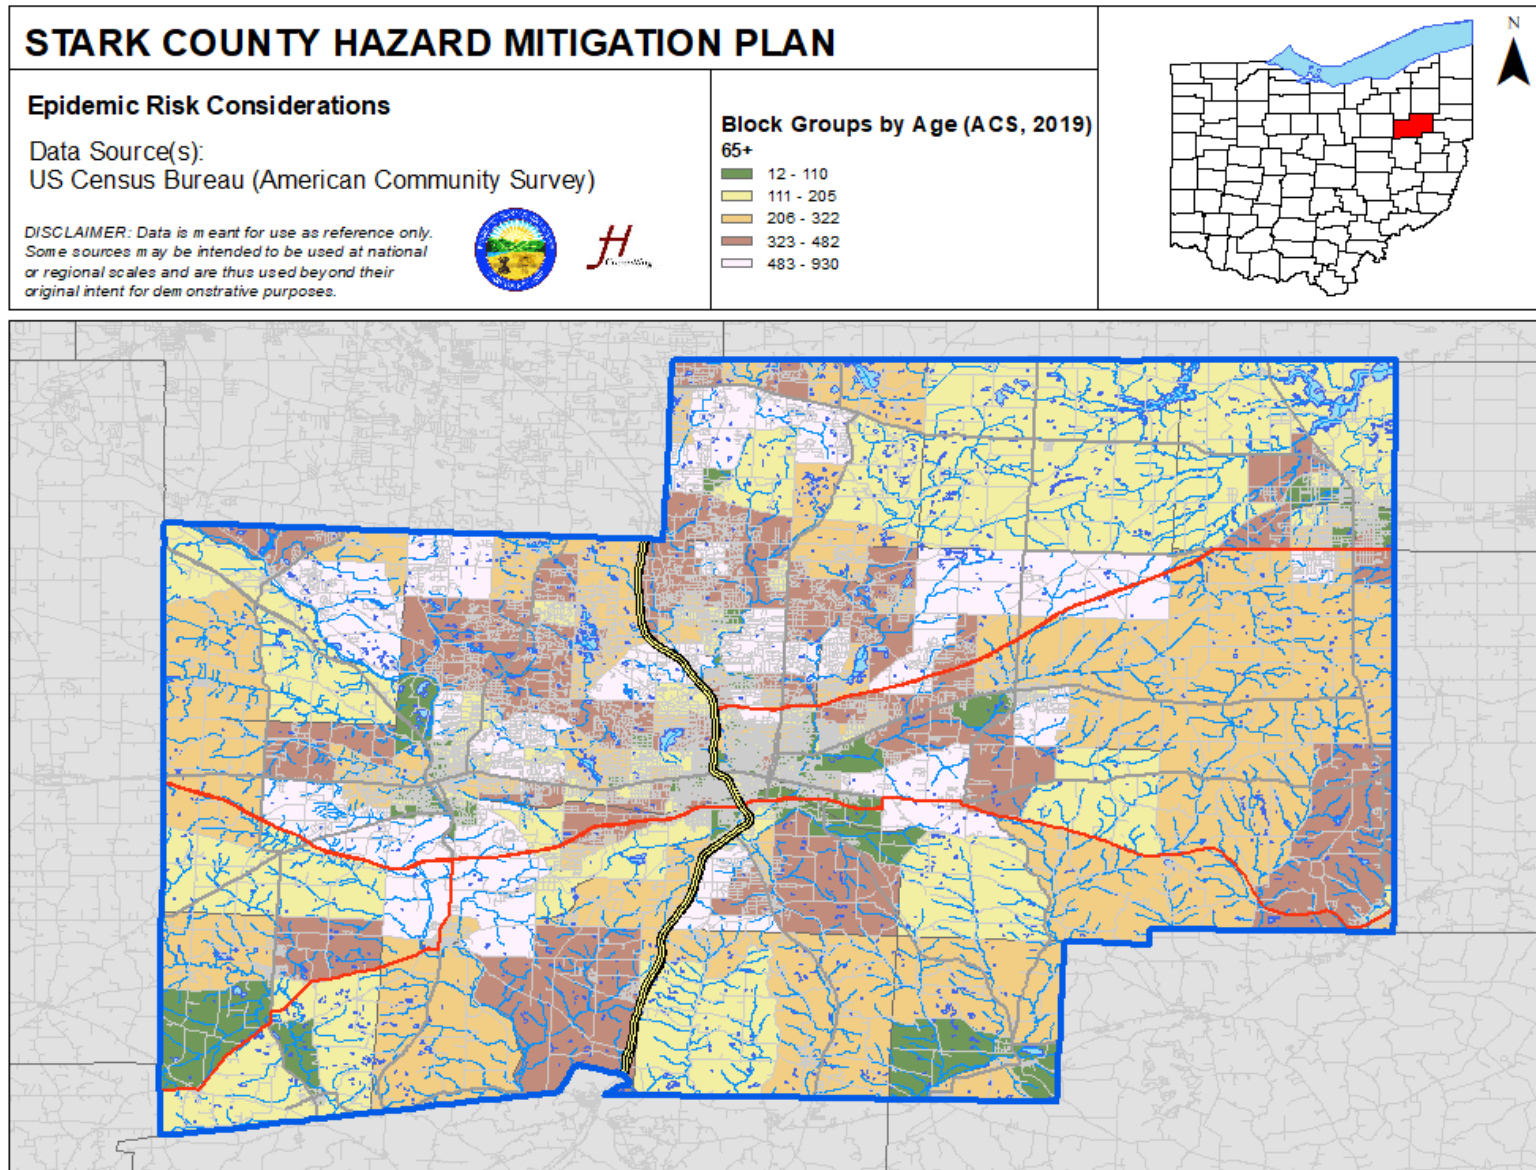 STARK COUNTY HAZARD MITIGATION PLAN
Epidemic Risk Considerations
Data Source(s):
US Census Bureau (American Community Survey)
DISCLAIMER: Data is meant for use as reference only.
Some sources may be intended to be used at national
or regional scales and are thus used beyond their
original intent for demonstrative purposes.
JH
Consulting
Block Groups by Age (ACS, 2019)
65+
12 - 110
111 - 205
206 - 322
323 - 482
483 - 930
N